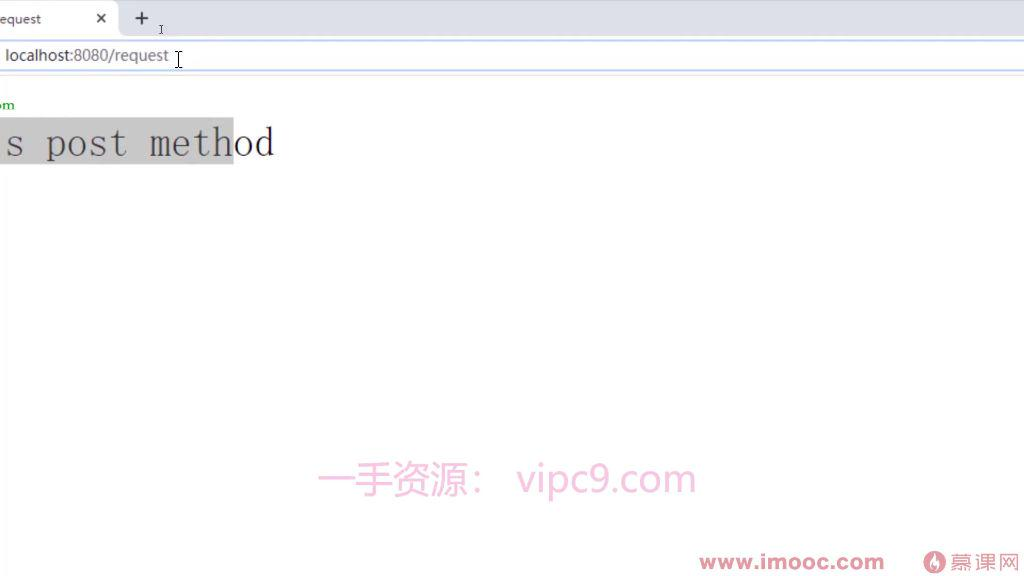 equest
localhost:8080/request
om
s post method
一手资源： vipc9.com
www.imooc.com 慕课网